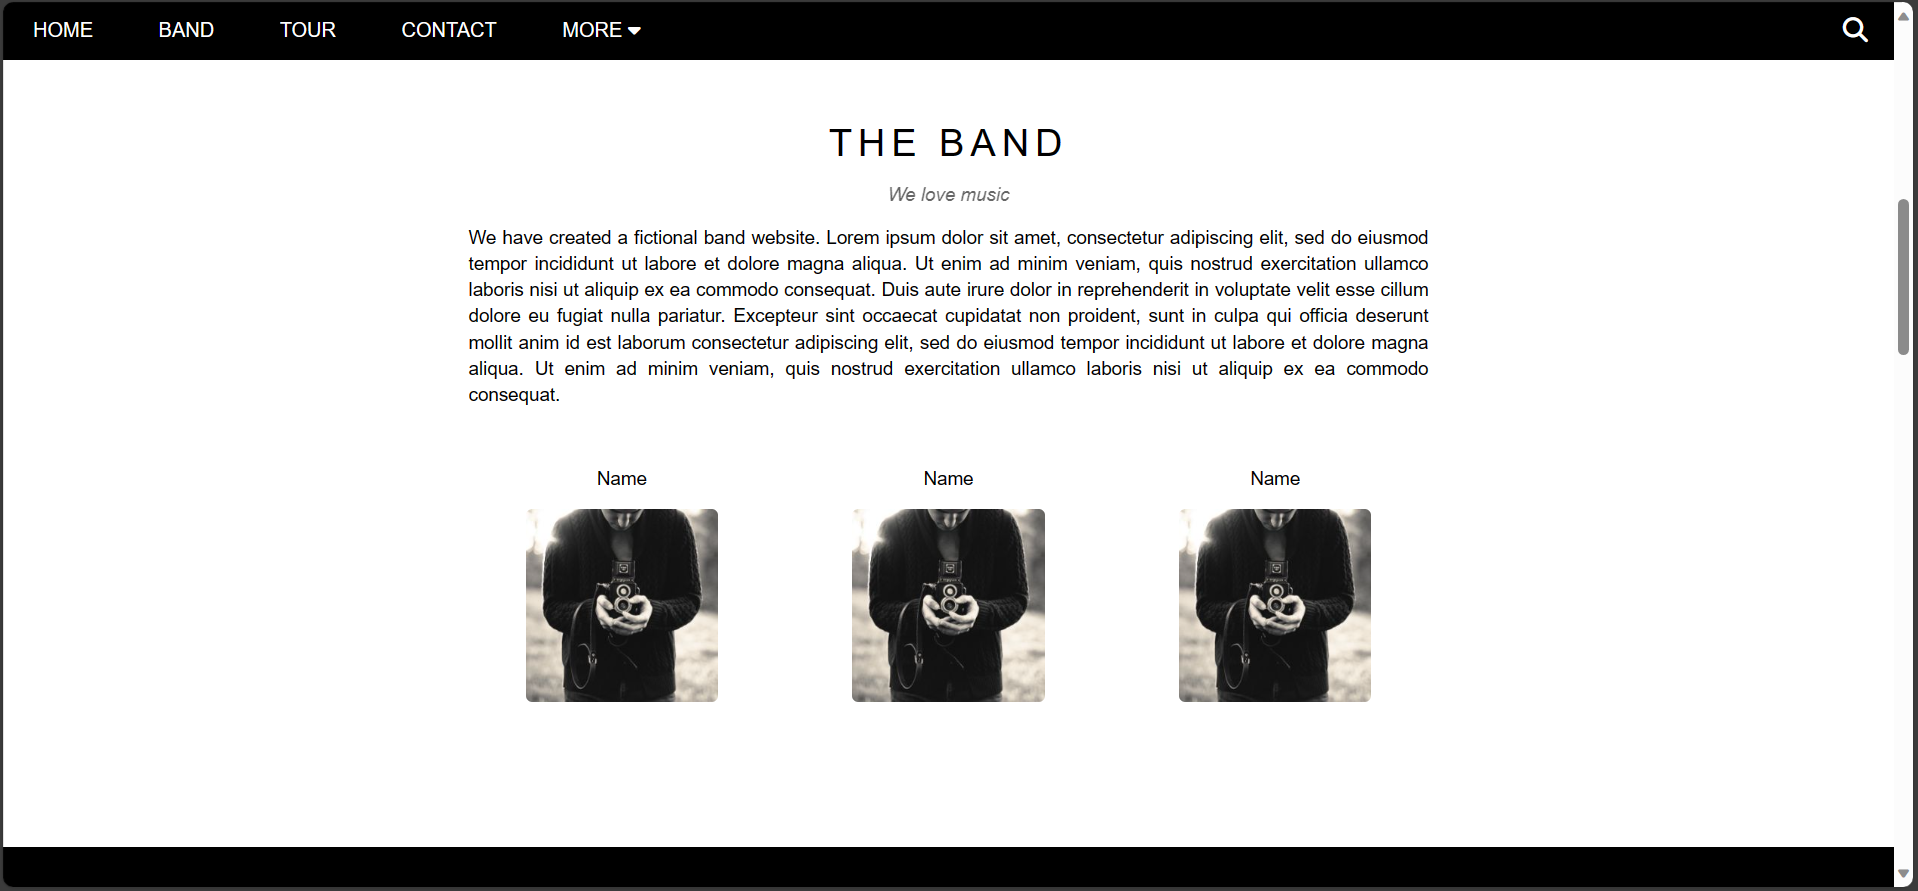 HOME BAND TOUR CONTACT MORE
THE BAND
We love music
We have created a fictional band website. Lorem ipsum dolor sit amet, consectetur adipiscing elit, sed do eiusmod
tempor incididunt ut labore et dolore magna aliqua. Ut enim ad minim veniam, quis nostrud exercitation ullamco
laboris nisi ut aliquip ex ea commodo consequat. Duis aute irure dolor in reprehenderit in voluptate velit esse cillum
dolore eu fugiat nulla pariatur. Excepteur sint occaecat cupidatat non proident, sunt in culpa qui officia deserunt
mollit anim id est laborum consectetur adipiscing elit, sed do eiusmod tempor incididunt ut labore et dolore magna
aliqua. Ut enim ad minim veniam, quis nostrud exercitation ullamco laboris nisi ut aliquip ex ea commodo
consequat.
Name Name Name